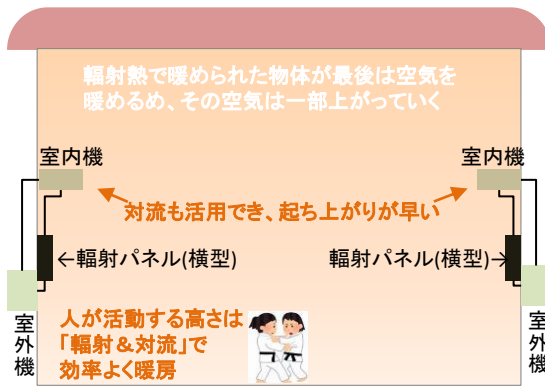 輻射熱で暖められた物体が最後は空気を
暖めるめ、その空気は一部上がっていく
室内機
室内機
対流も活用でき、起ち上がりが早い
←輻射パネル(横型)
輻射パネル(横型)→
人が活動する高さは
「輻射＆対流」で
効率よく暖房
室外機
室外機